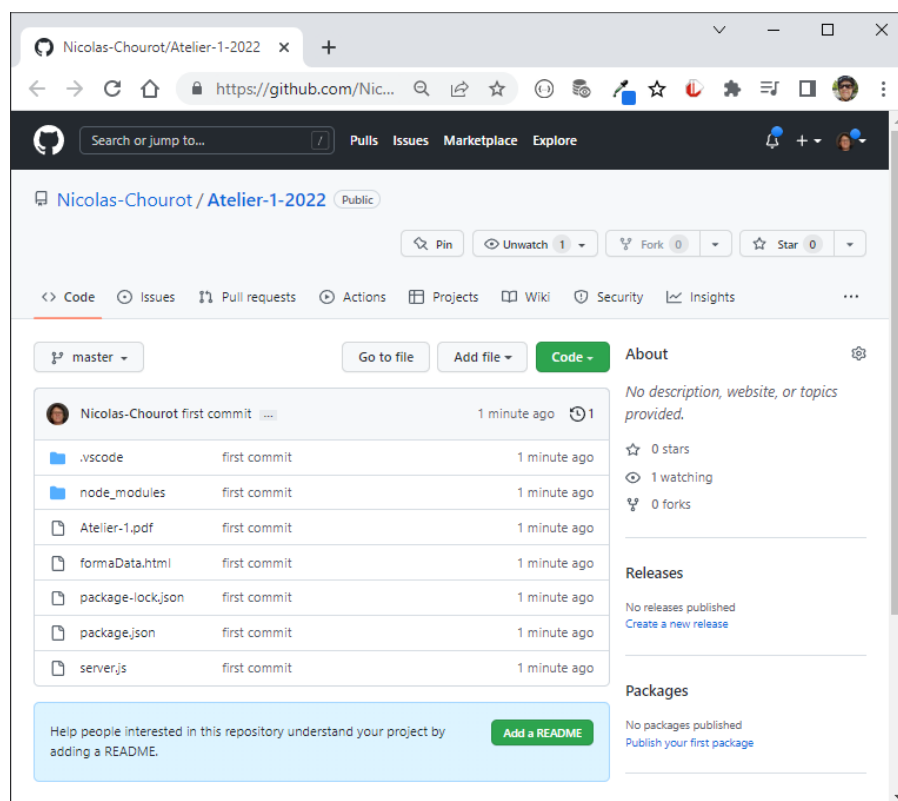 Nicolas-Chourot/Atelier-1-2022
https://github.com/Nic...
Search or jump to... /
Pulls Issues Marketplace Explore
Nicolas-Chourot / Atelier-1-2022 Public
Pin Unwatch 1 Fork 0 Star 0
Code Issues Pull requests Actions Projects Wiki Security Insights ...
master Go to file Add file Code
About
No description, website, or topics
provided.
Nicolas-Chourot first commit ... 1 minute ago 1
.vscode first commit 1 minute ago
node_modules first commit 1 minute ago
Atelier-1.pdf first commit 1 minute ago
formaData.html first commit 1 minute ago
package-lock.json first commit 1 minute ago
package.json first commit 1 minute ago
server.js first commit 1 minute ago
0 stars
1 watching
0 forks
Releases
No releases published
Create a new release
Packages
No packages published
Publish your first package
Help people interested in this repository understand your project by
adding a README.
Add a README